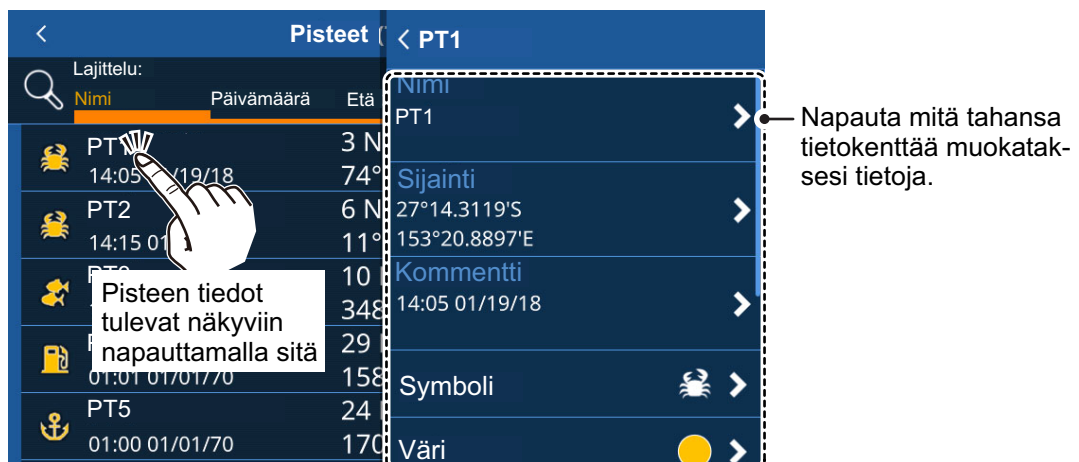 Pisteet (
Lajittelu:
Nimi Päivämäärä Etä
PT1 3 N
14:05 /19/18 74°
PT2 6 N
14:15 01 11°
10
348
29
01:01 01/01/70 158
PT5 24
01:00 01/01/70 170
Pisteen tiedot
tulevat näkyviin
napauttamalla sitä
PT1
Nimi
PT1
Sijainti
27°14.3119'S
153°20.8897'E
Kommentti
14:05 01/19/18
Symboli
Väri
Napauta mitä tahansa
tietokenttää muokatak-
sesi tietoja.